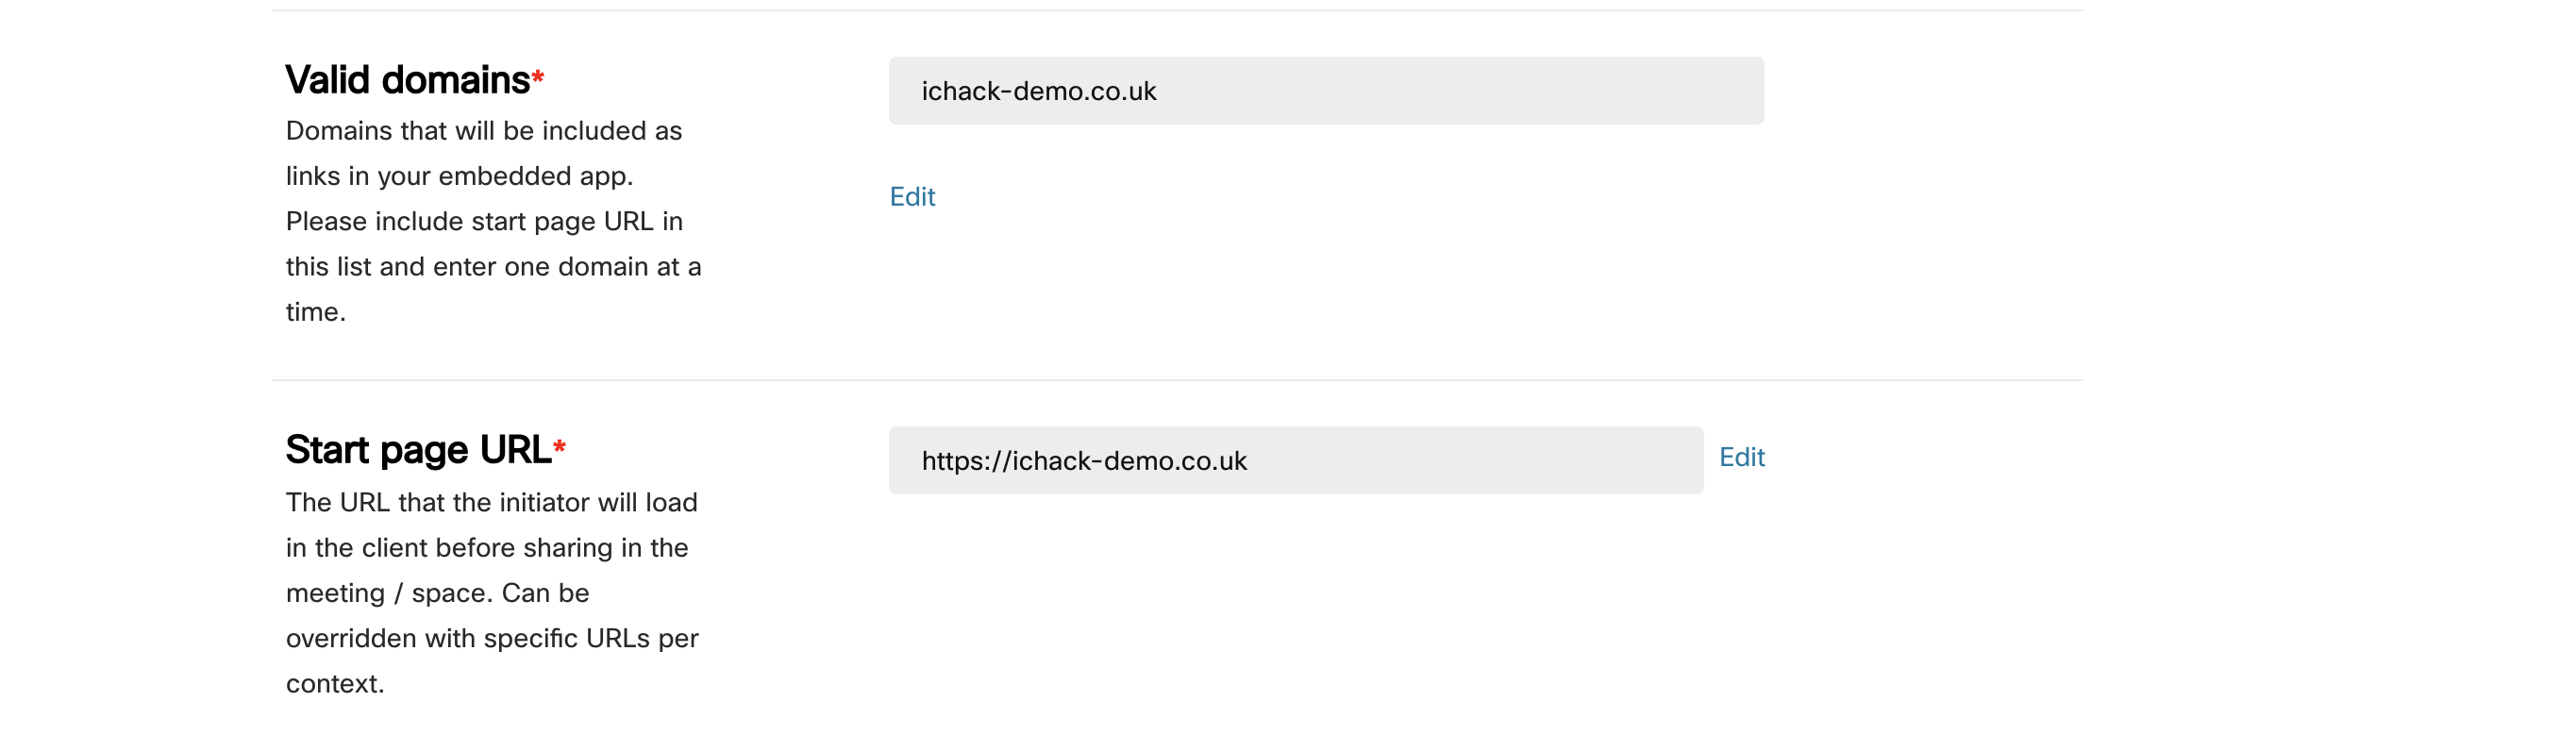 Valid domains*
ichack-demo.co.uk
Domains that will be included as
links in your embedded app.
Please include start page URL in
this list and enter one domain at a
time.
Edit
Start page URL*
https://ichack-demo.co.uk
Edit
The URL that the initiator will load
in the client before sharing in the
meeting / space. Can be
overridden with specific URLs per
context.